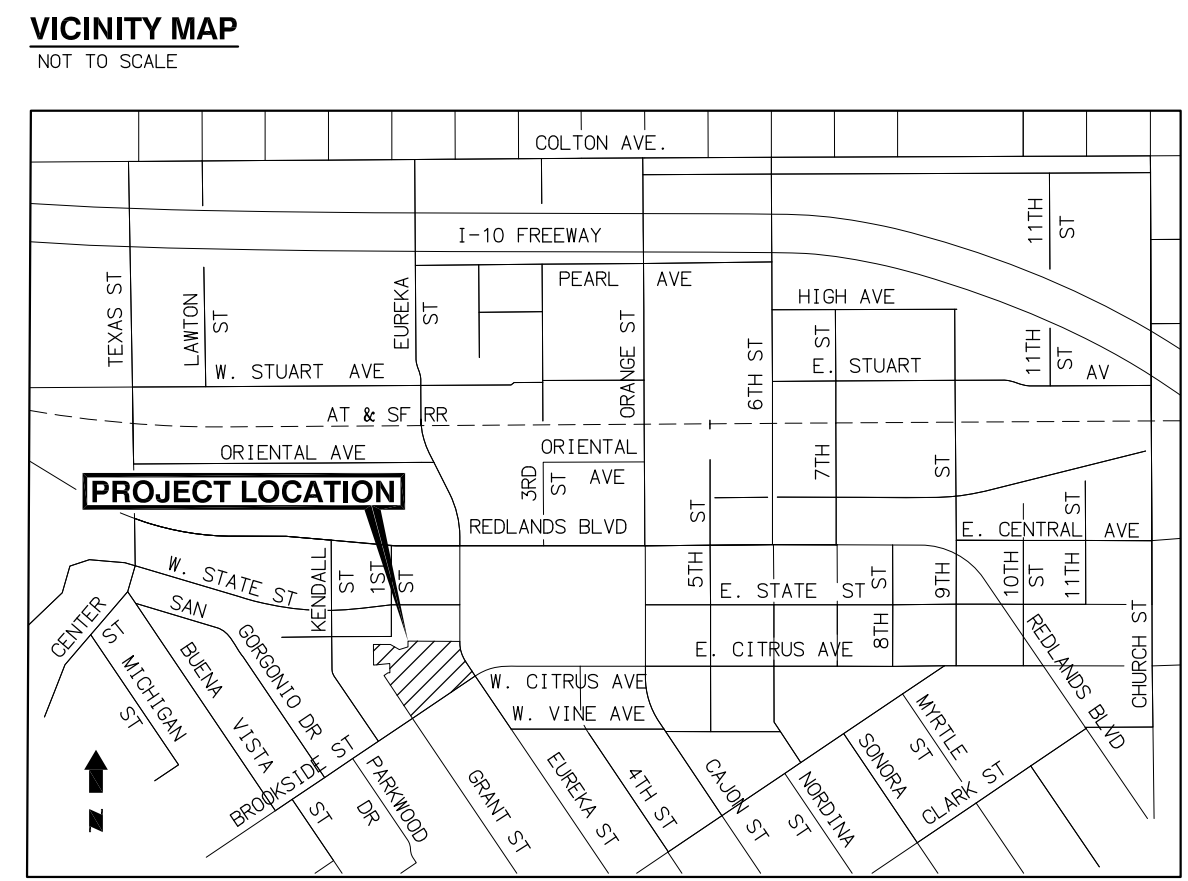 VICINITY MAP
NOT TO SCALE
COLTON AVE.
I-10 FREEWAY
11TH ST
TEXAS ST
LAWTON ST
EUREKA ST
PEARL AVE
ORANGE ST
6TH ST
HIGH AVE
7TH ST
E. STUART AV
11TH ST
W. STUART AVE
AT & SF RR
ORIENTAL AVE
ORIENTAL AVE
3RD ST
PROJECT LOCATION
REDLANDS BLVD
5TH ST
9TH ST
E. CENTRAL AVE
10TH ST
11TH ST
W. STATE ST
KENDALL ST
1ST ST
E. STATE ST
8TH ST
CHURCH ST
CENTER ST
SAN GORGONIO DR
E. CITRUS AVE
REDLANDS BLVD
MICHIGAN ST
BUENA VISTA ST
W. CITRUS AVE
W. VINE AVE
BROOKSIDE ST
PARKWOOD DR
GRANT ST
EUREKA ST
4TH ST
CAJON ST
NORDINA ST
SONORA
MYRTLE ST
CLARK ST
N